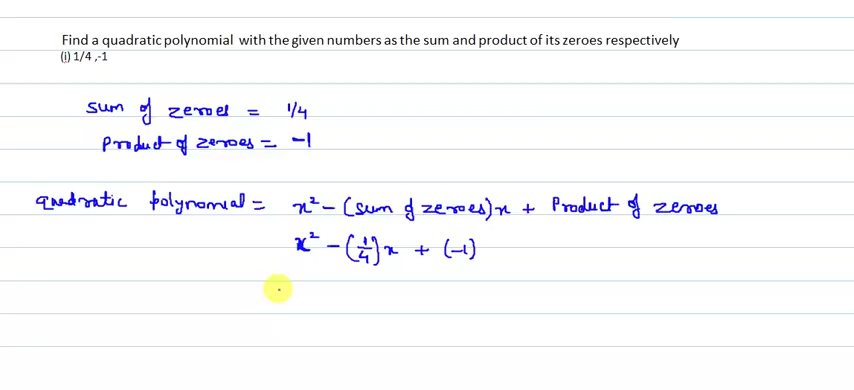 Find a quadratic polynomial with the given numbers as the sum and product of its zeroes respectively
(i) 1/4 ,-1
sum of zeroes = 1/4
Product of zeroes = -1
quadratic polynomial = x² - (sum of zeroes)x + Product of zeroes
x² - (1/4)x + (-1)